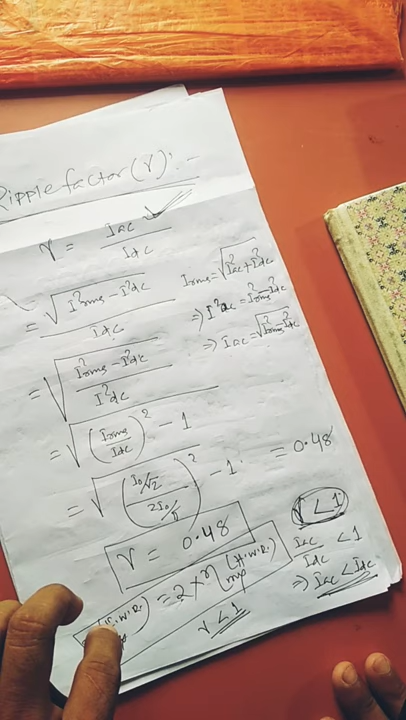 Ripple factor (γ) :-
γ = Iac / Idc
= √(I²rms - I²dc) / Idc
Irms = √(I²ac + I²dc)
⇒ I²ac = I²rms - I²dc
⇒ Iac = √(I²rms - I²dc)
= √((I²rms - I²dc) / I²dc)
= √((Irms / Idc)² - 1)
= √(((I0/√2) / (2I0/π))² - 1) = 0.48
γ = 0.48
γ < 1
Iac / Idc < 1
⇒ Iac < Idc
(F.W.R.) = 2 × η (H.W.R.)
γ < 1